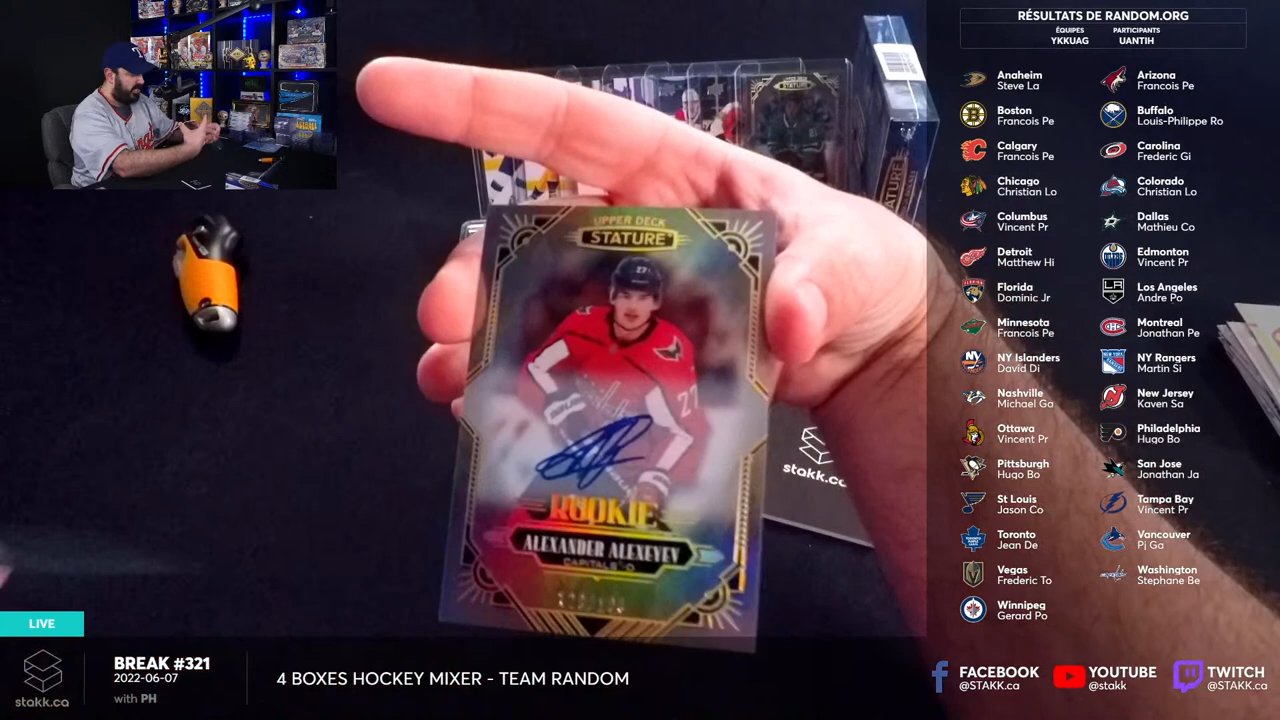 RÉSULTATS DE RANDOM.ORG
ÉQUIPES
YKKUAG
PARTICIPANTS
UANTIH
Anaheim
Steve La
Arizona
Francois Pe
Boston
Francois Pe
Buffalo
Louis-Philippe Ro
Calgary
Francois Pe
Carolina
Frederic Gi
Chicago
Christian Lo
Colorado
Christian Lo
Columbus
Vincent Pr
Dallas
Mathieu Co
Detroit
Matthew Hi
Edmonton
Vincent Pr
Florida
Dominic Jr
Los Angeles
Andre Po
Minnesota
Francois Pe
Montreal
Jonathan Pe
NY Islanders
David Di
NY Rangers
Martin Si
Nashville
Michael Ga
New Jersey
Kaven Sa
Ottawa
Vincent Pr
Philadelphia
Hugo Bo
Pittsburgh
Hugo Bo
San Jose
Jonathan Ja
St Louis
Jason Co
Tampa Bay
Vincent Pr
Toronto
Jean De
Vancouver
Pj Ga
Vegas
Frederic To
Washington
Stephane Be
Winnipeg
Gerard Po
UPPER DECK
STATURE
27
27
ROOKIE
ALEXANDER ALEXEYEV
CAPITALS · D
UPPER DECK
STATURE
stakk.ca
LIVE
stakk.ca
BREAK #321
2022-06-07
with PH
4 BOXES HOCKEY MIXER - TEAM RANDOM
FACEBOOK
@STAKK.ca
YOUTUBE
@stakk
TWITCH
@STAKK.ca